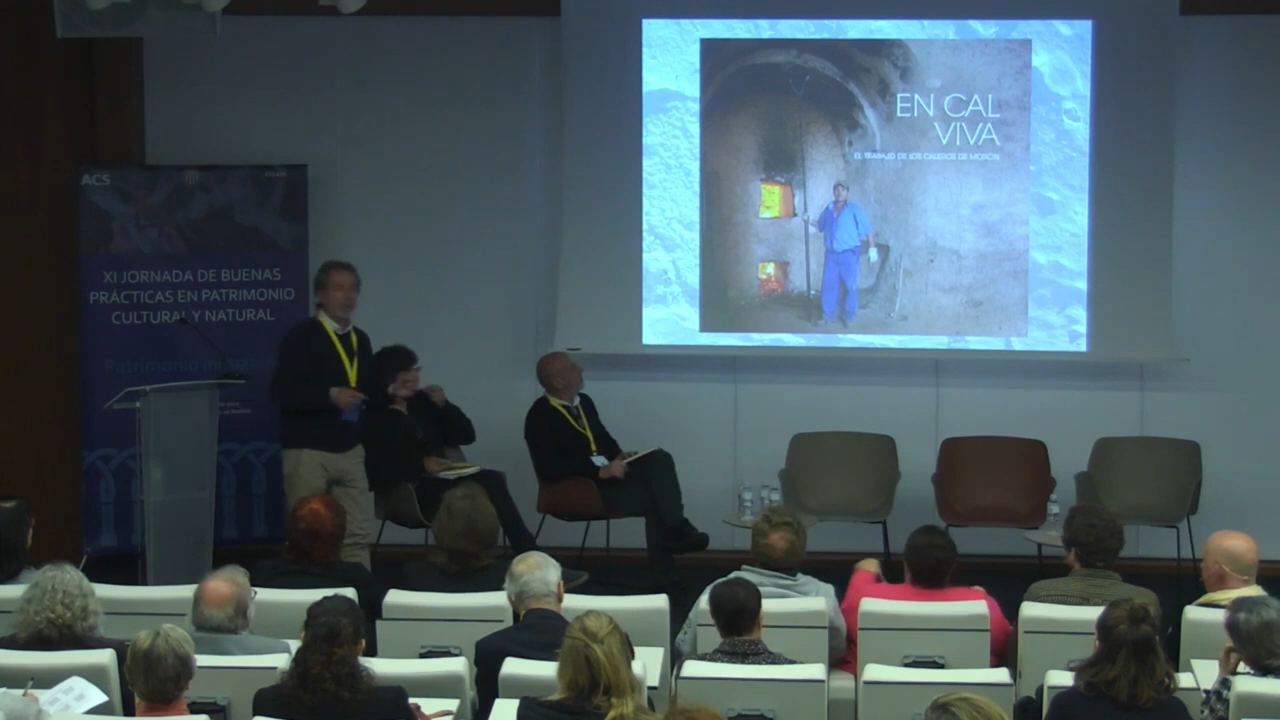 ACS
XI JORNADA DE BUENAS
PRÁCTICAS EN PATRIMONIO
CULTURAL Y NATURAL
EN CAL
VIVA
EL TRABAJO DE LOS CALEROS DE MORÓN